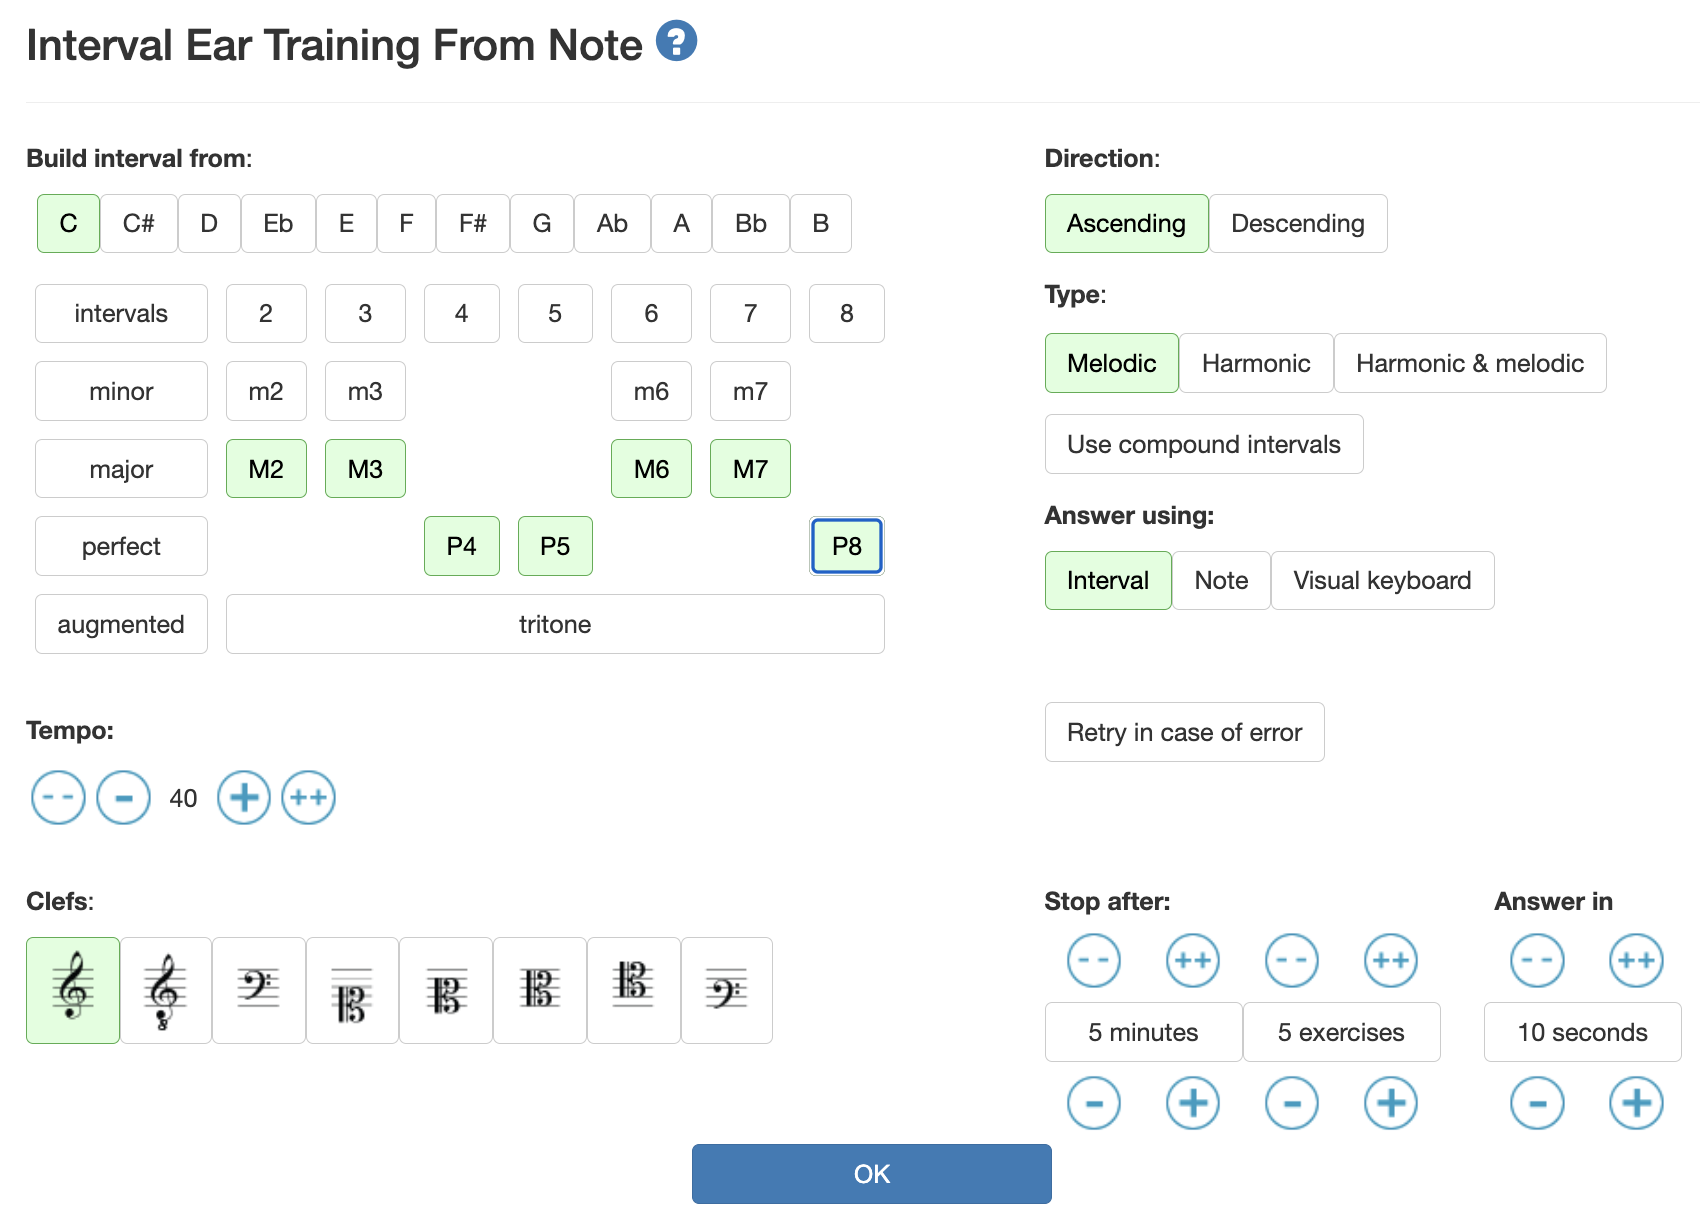 Interval Ear Training From Note ?
Build interval from:
C C# D Eb E F F# G Ab A Bb B
intervals 2 3 4 5 6 7 8
minor m2 m3 m6 m7
major M2 M3 M6 M7
perfect P4 P5 P8
augmented tritone
Tempo:
-- - 40 + ++
Clefs:
8
Direction:
Ascending Descending
Type:
Melodic Harmonic Harmonic & melodic
Use compound intervals
Answer using:
Interval Note Visual keyboard
Retry in case of error
Stop after: Answer in
-- ++ -- ++ -- ++
5 minutes 5 exercises 10 seconds
- + - + - +
OK